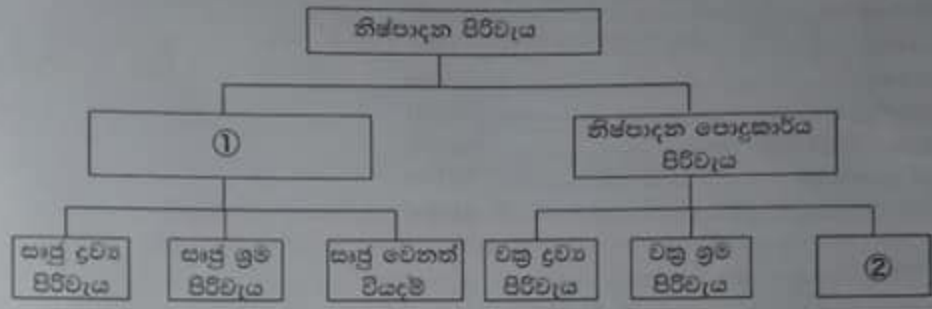 නිෂ්පාදන පිරිවැය
①
නිෂ්පාදන පොදුකාර්ය
පිරිවැය
සෘජු ද්‍රව්‍ය
පිරිවැය
සෘජු ශ්‍රම
පිරිවැය
සෘජු වෙනත්
වියදම්
වක්‍ර ද්‍රව්‍ය
පිරිවැය
වක්‍ර ශ්‍රම
පිරිවැය
②